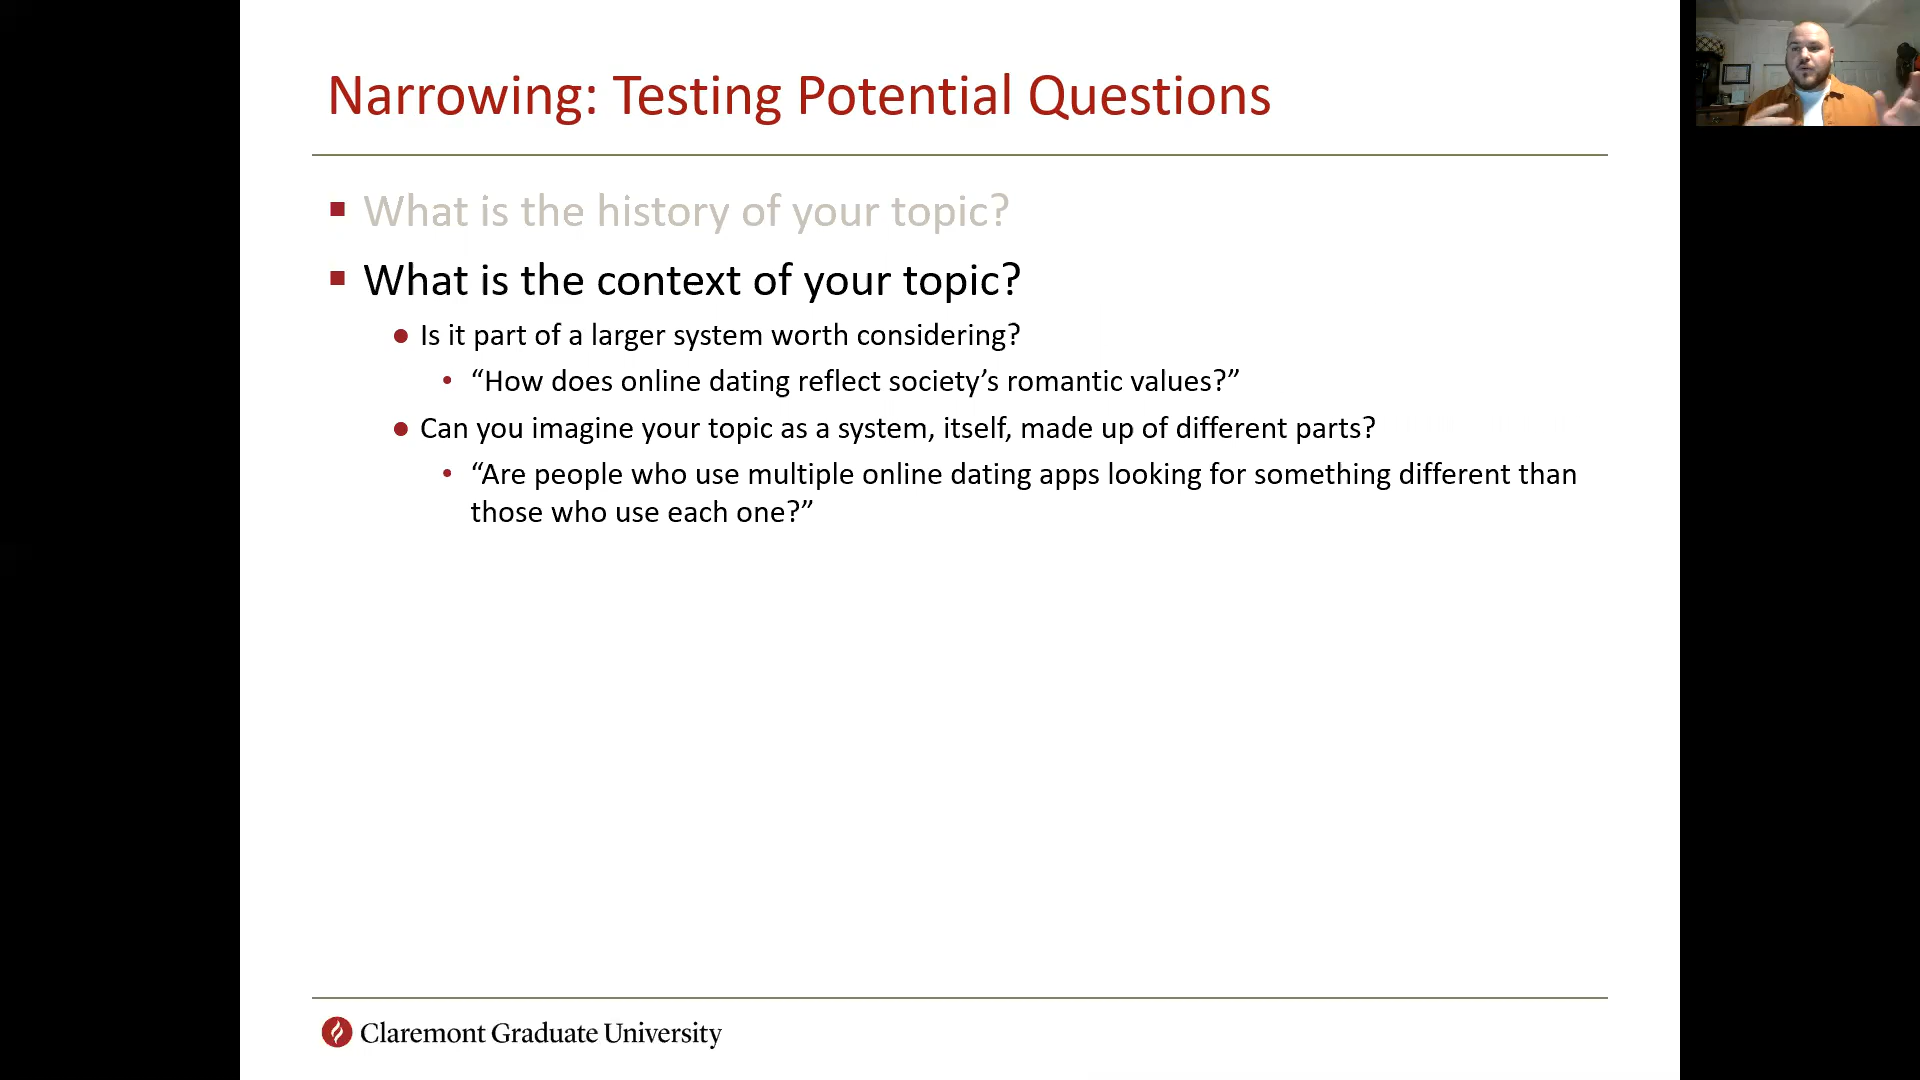 Narrowing: Testing Potential Questions
What is the history of your topic?
What is the context of your topic?
Is it part of a larger system worth considering?
“How does online dating reflect society’s romantic values?”
Can you imagine your topic as a system, itself, made up of different parts?
“Are people who use multiple online dating apps looking for something different than
those who use each one?”
Claremont Graduate University